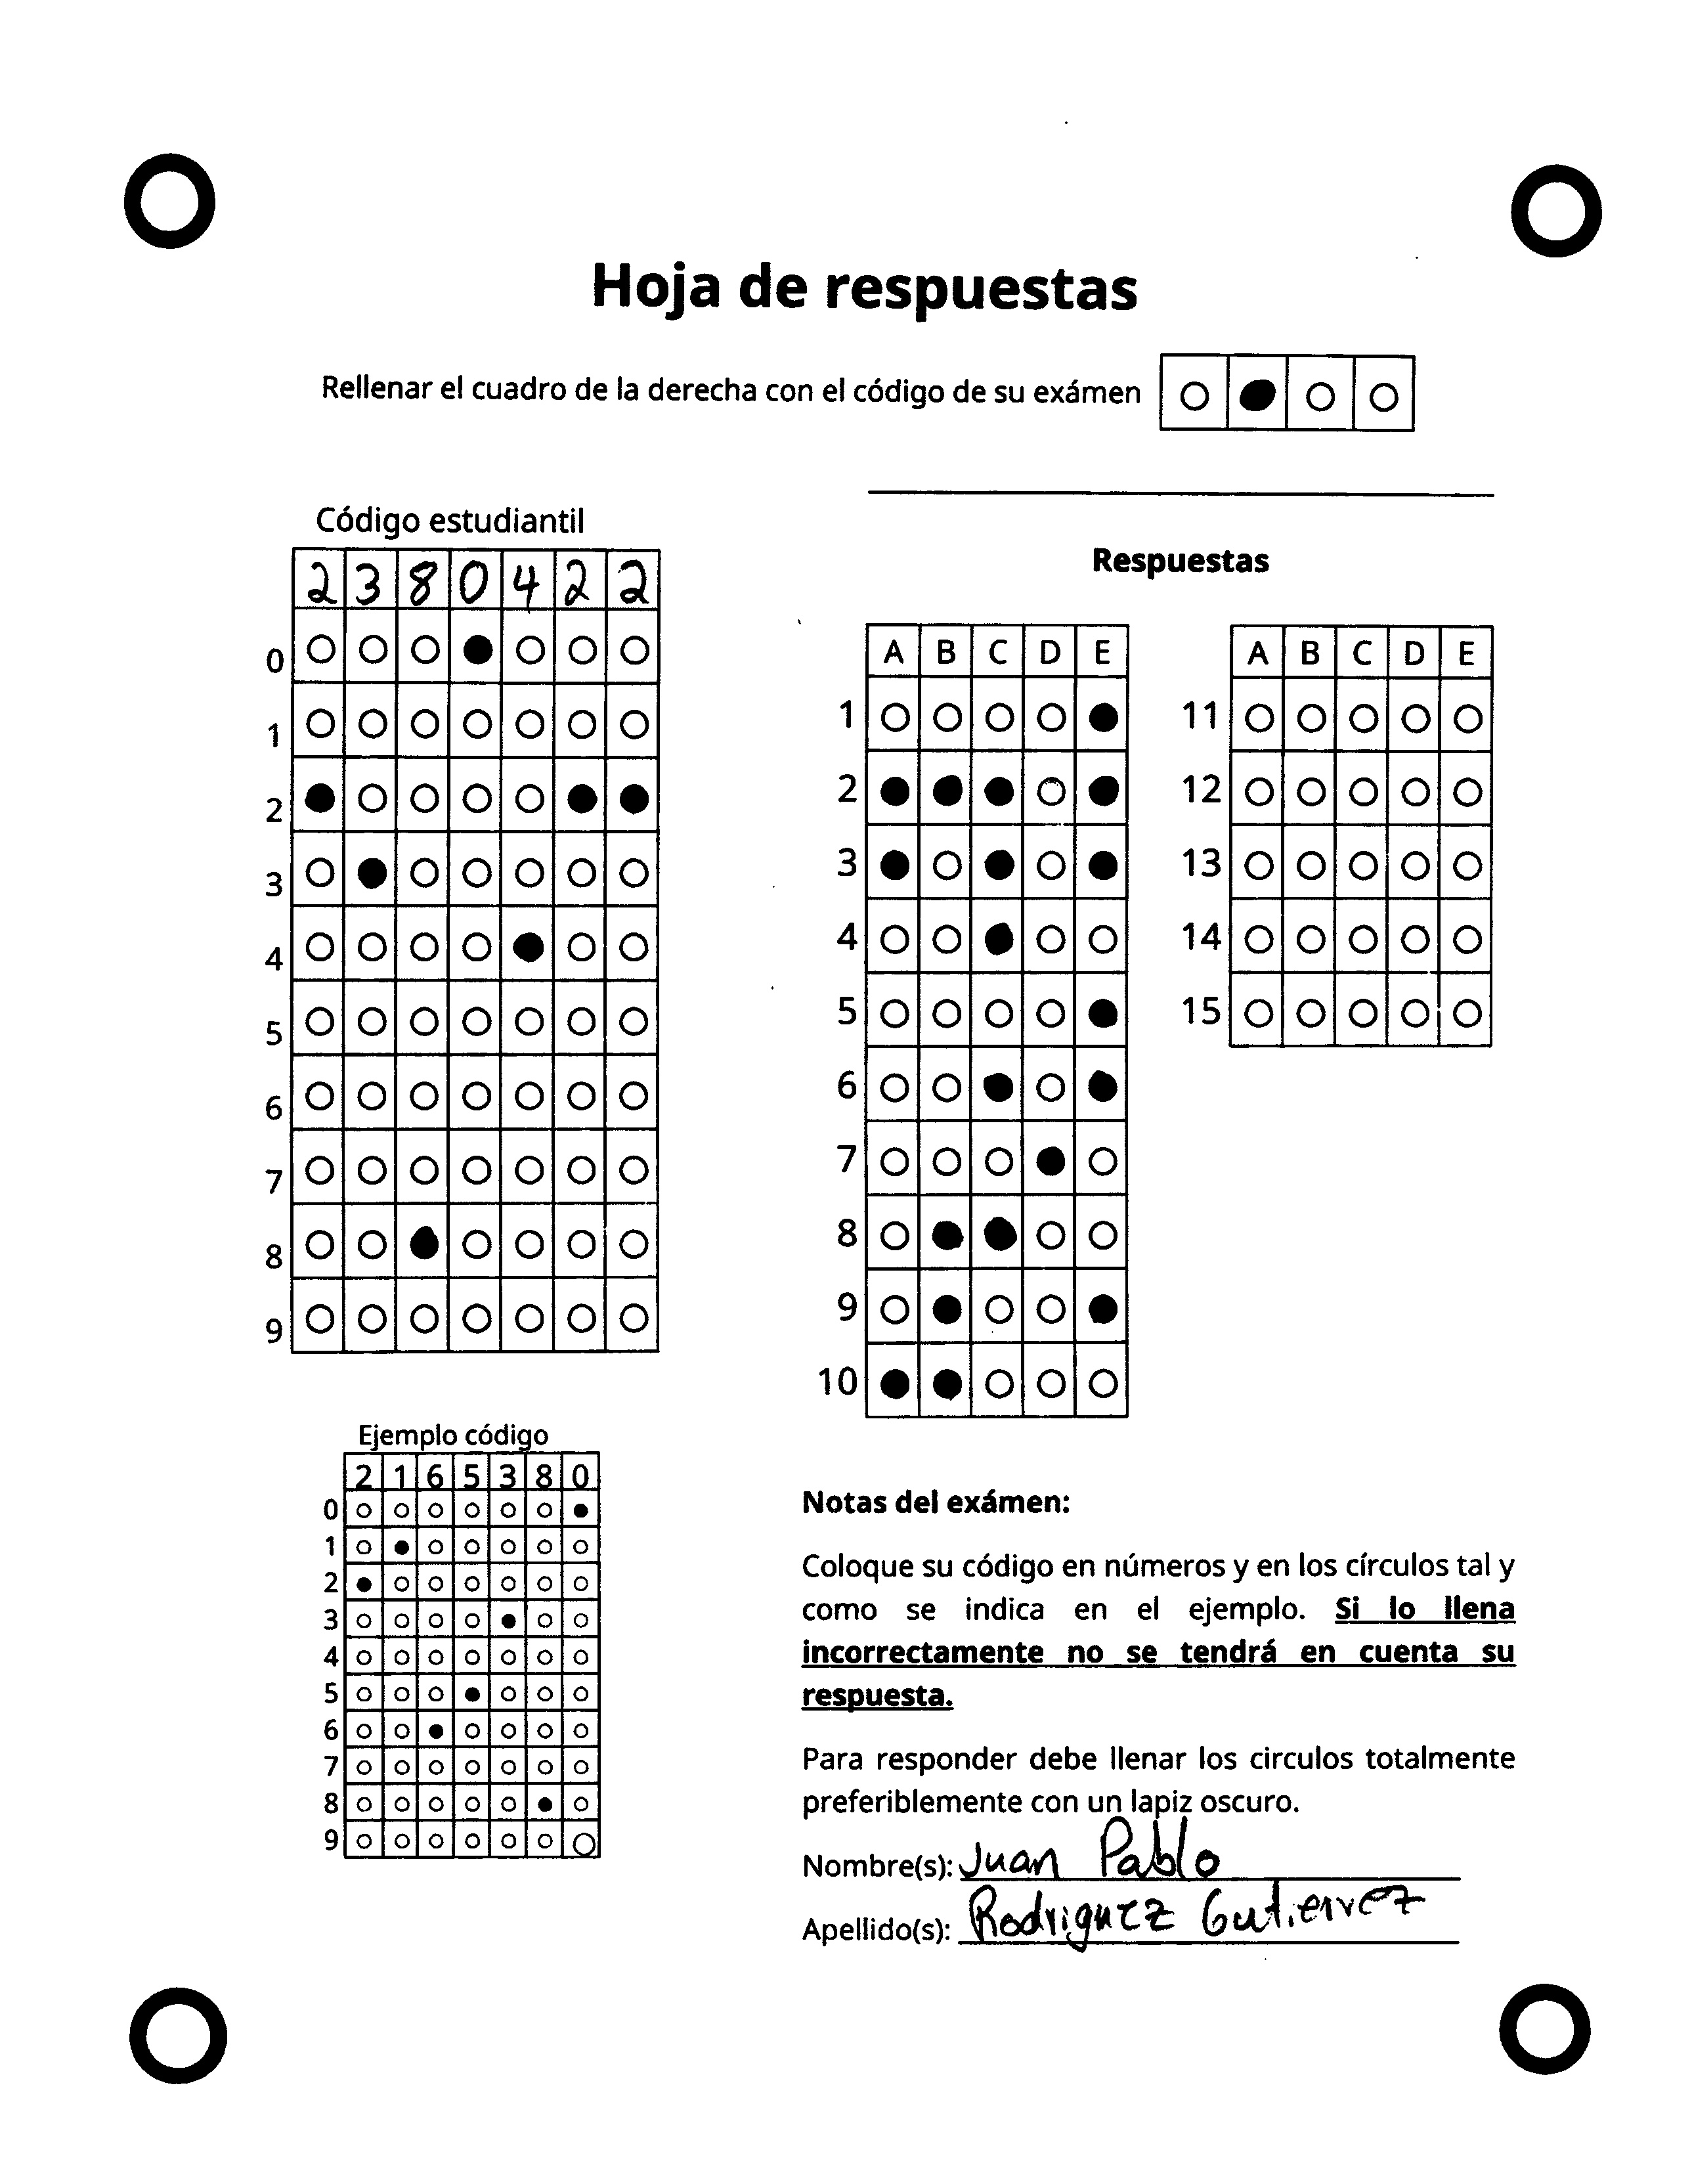 Hoja de respuestas
Rellenar el cuadro de la derecha con el código de su exámen
Código estudiantil
2 3 8 0 4 2 2
0
1
2
3
4
5
6
7
8
9
Respuestas
A B C D E
1
2
3
4
5
6
7
8
9
10
A B C D E
11
12
13
14
15
Ejemplo código
2 1 6 5 3 8 0
0
1
2
3
4
5
6
7
8
9
Notas del exámen:
Coloque su código en números y en los círculos tal y
como se indica en el ejemplo. Si lo llena
incorrectamente no se tendrá en cuenta su
respuesta.
Para responder debe llenar los circulos totalmente
preferiblemente con un lapiz oscuro.
Nombre(s): Juan Pablo
Apellido(s): Rodriguez Gutierrez